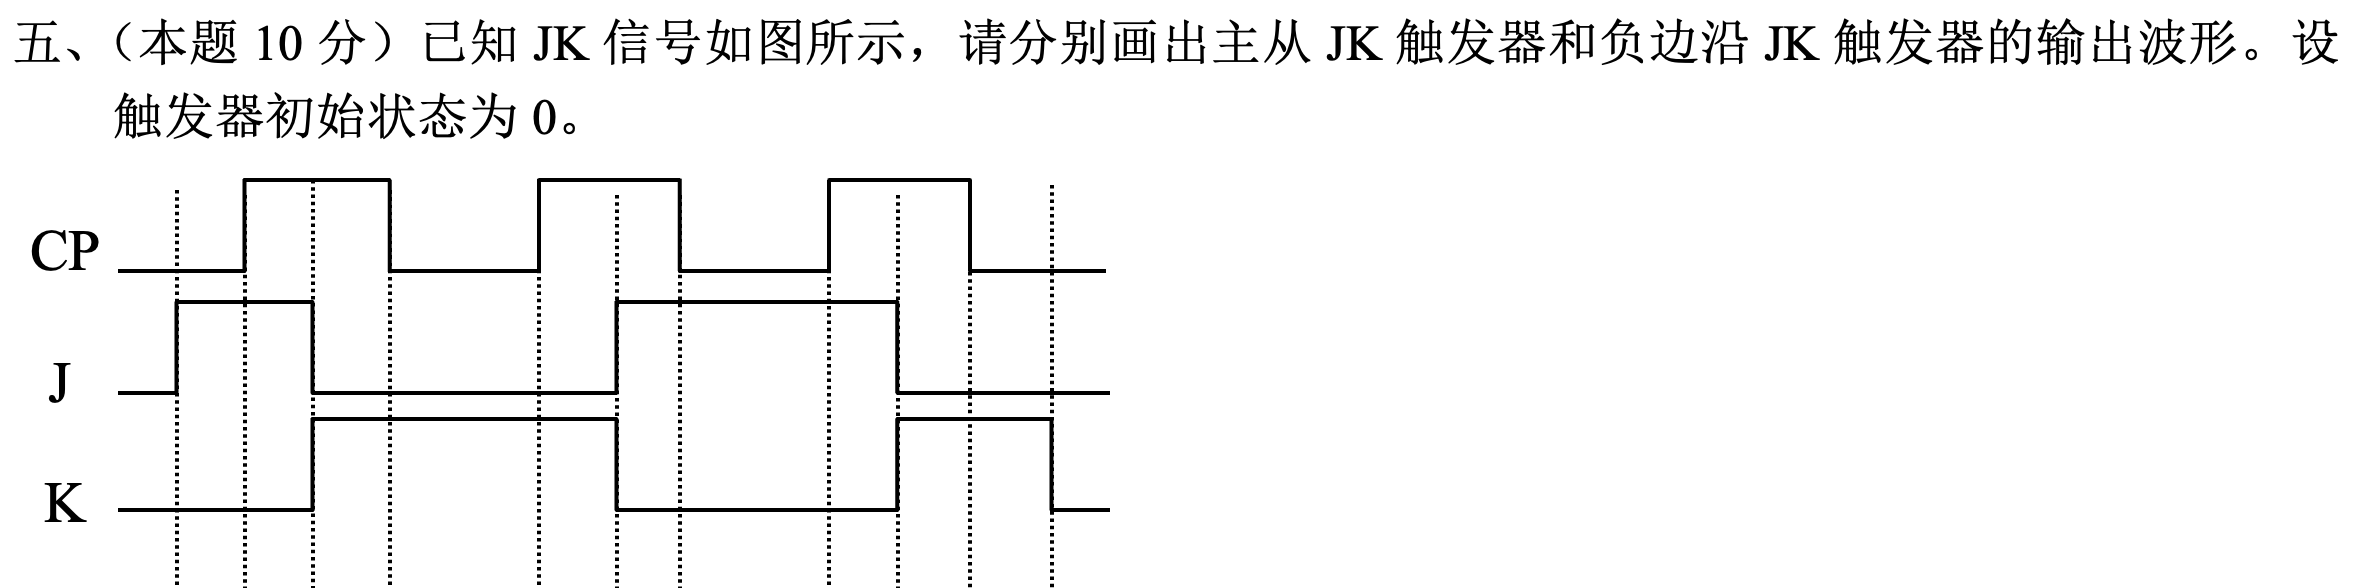 五、（本题 10 分）已知 JK 信号如图所示，请分别画出主从 JK 触发器和负边沿 JK 触发器的输出波形。设
触发器初始状态为 0。
CP
J
K